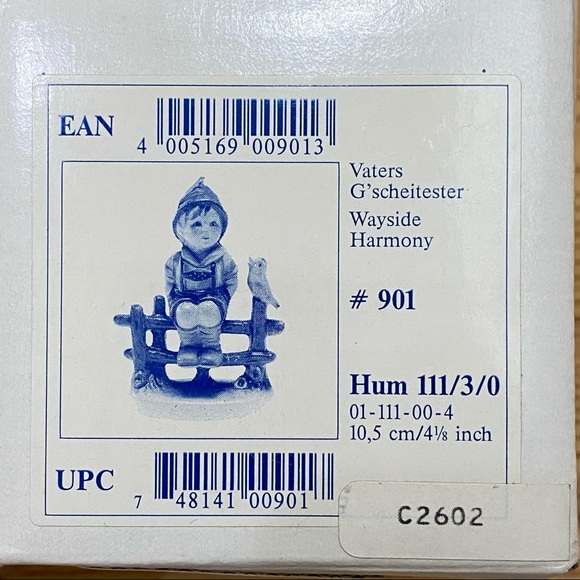 EAN
4 005169 009013
Vaters
G'scheitester
Wayside
Harmony
# 901
Hum 111/3/0
01-111-00-4
10,5 cm/4⅛ inch
UPC
7 48141 00901
C2602